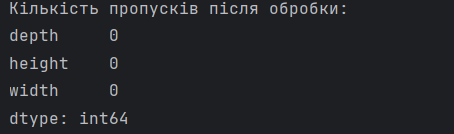 Кількість пропусків після обробки:
depth     0
height    0
width     0
dtype: int64